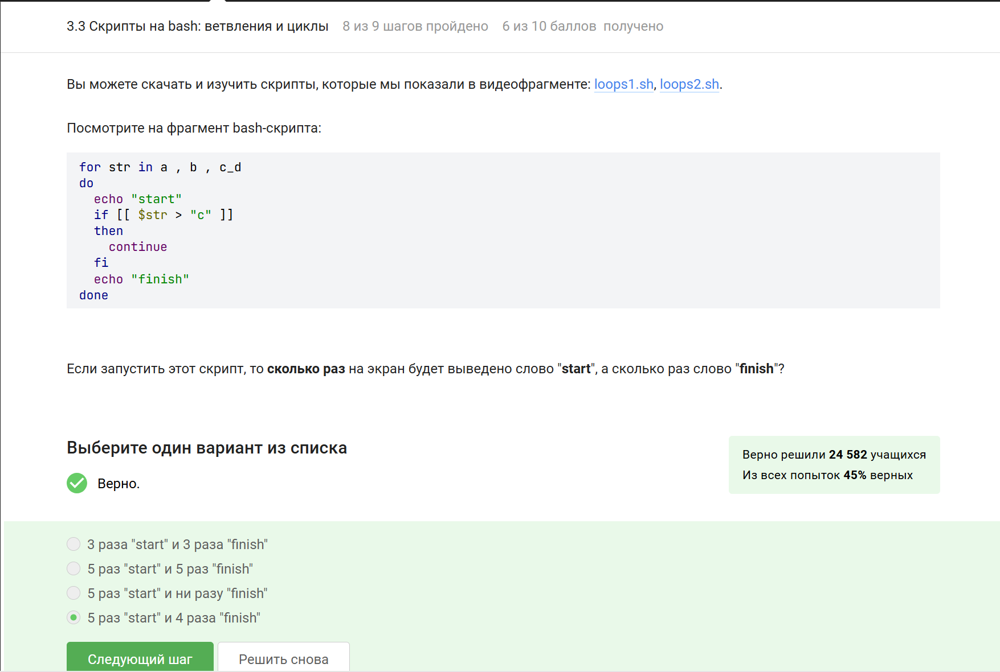 3.3 Скрипты на bash: ветвления и циклы 8 из 9 шагов пройдено 6 из 10 баллов получено
Вы можете скачать и изучить скрипты, которые мы показали в видеофрагменте: loops1.sh, loops2.sh.
Посмотрите на фрагмент bash-скрипта:
for str in a , b , c_d
do
  echo "start"
  if [[ $str > "c" ]]
  then
    continue
  fi
  echo "finish"
done
Если запустить этот скрипт, то сколько раз на экран будет выведено слово "start", а сколько раз слово "finish"?
Выберите один вариант из списка
Верно решили 24 582 учащихся
Из всех попыток 45% верных
Верно.
3 раза "start" и 3 раза "finish"
5 раз "start" и 5 раз "finish"
5 раз "start" и ни разу "finish"
5 раз "start" и 4 раза "finish"
Следующий шаг Решить снова